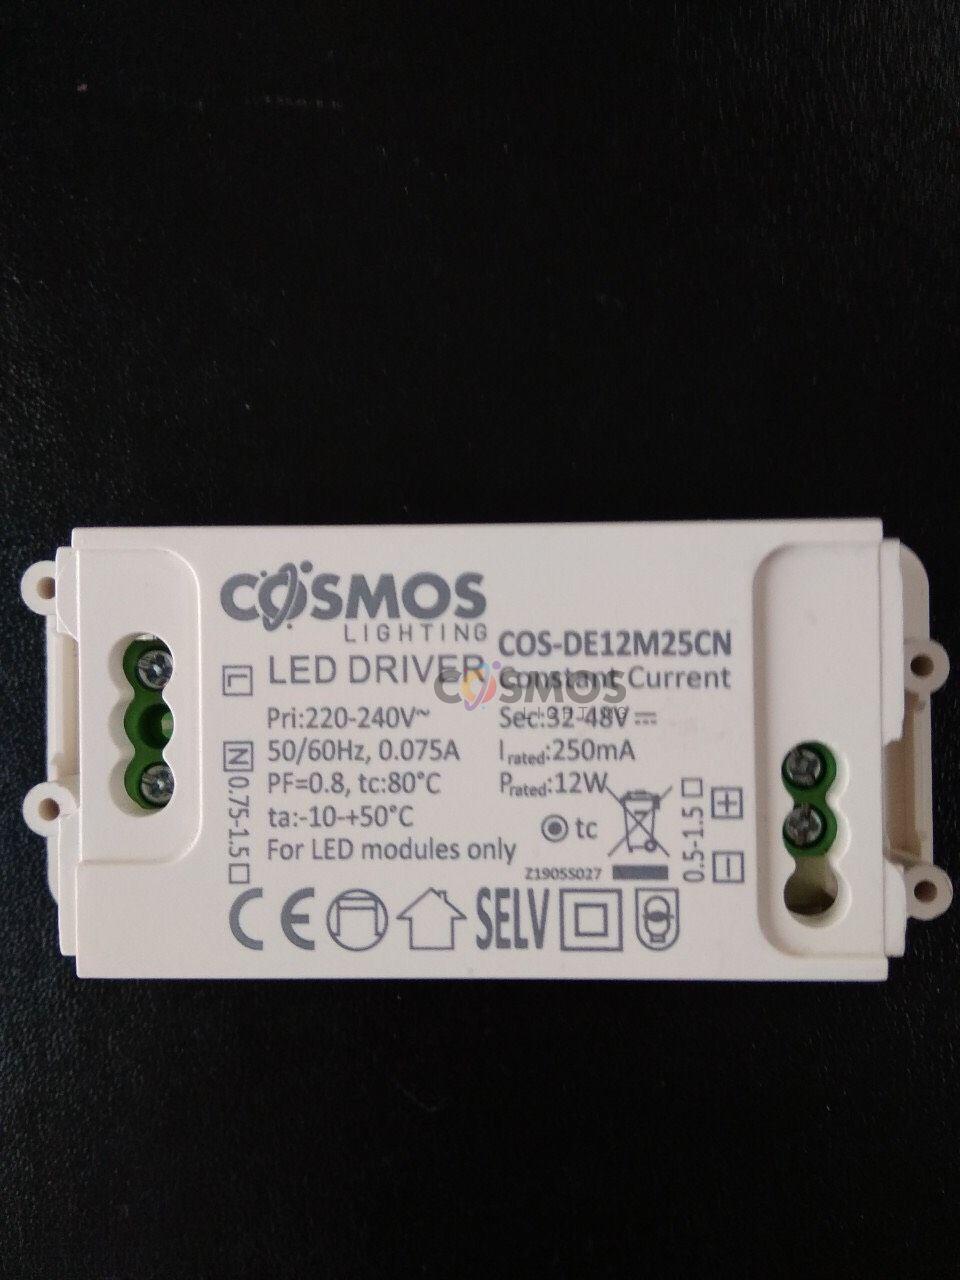 COSMOS
LIGHTING
LED DRIVER
COS-DE12M25CN
Constant Current
COSMOS
LIGHTING
L
N
0.75-1.5□
Pri:220-240V~
50/60Hz, 0.075A
PF=0.8, tc:80°C
ta:-10-+50°C
For LED modules only
Sec:32-48V⎓
Irated:250mA
Prated:12W
tc
Z1905S027
0.5-1.5□
+
−
CE
SELV